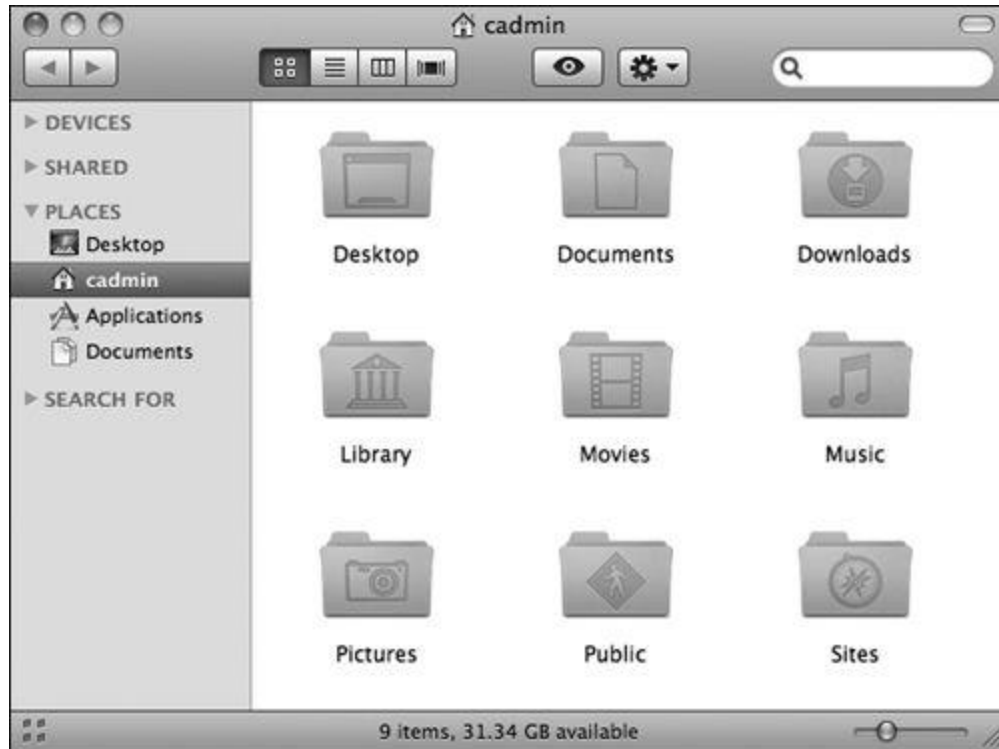 cadmin
DEVICES
SHARED
PLACES
Desktop
cadmin
Applications
Documents
SEARCH FOR
Desktop Documents Downloads
Library Movies Music
Pictures Public Sites
9 items, 31.34 GB available